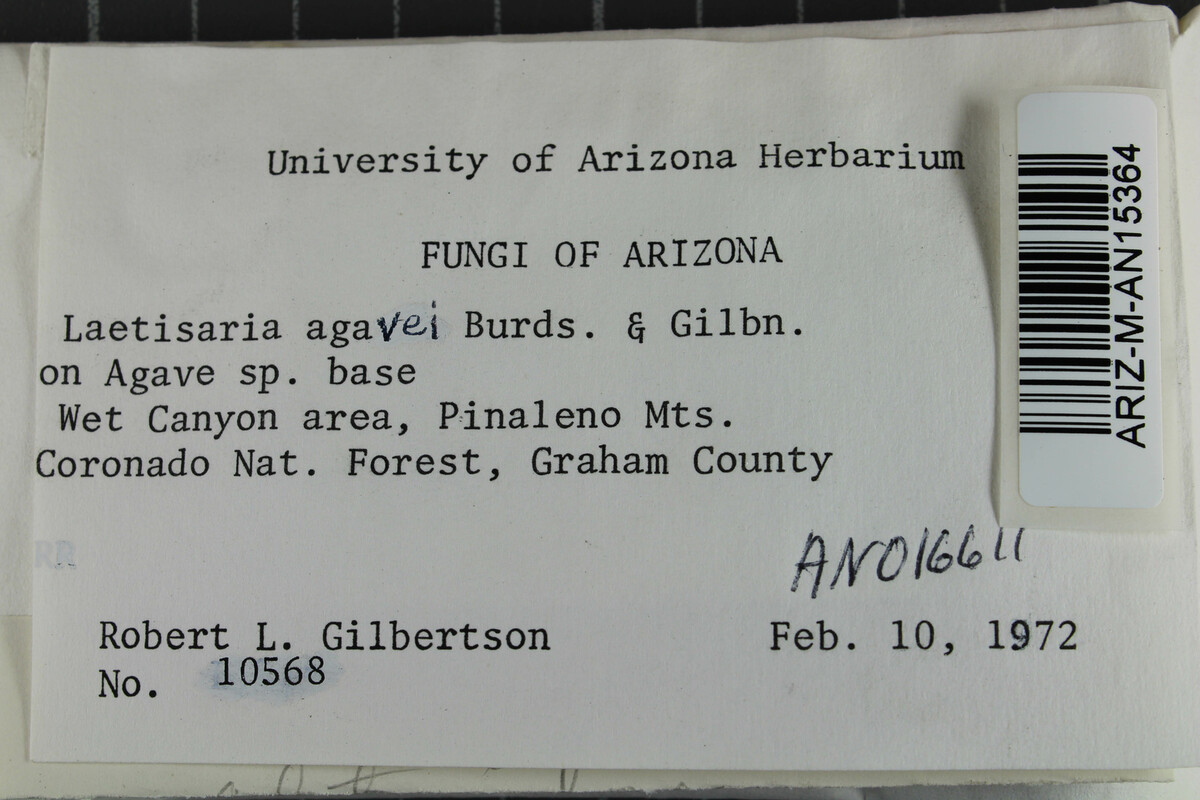 University of Arizona Herbarium
FUNGI OF ARIZONA
Laetisaria agavei Burds. & Gilbn.
on Agave sp. base
Wet Canyon area, Pinaleno Mts.
Coronado Nat. Forest, Graham County
AN016611
Robert L. Gilbertson
Feb. 10, 1972
No. 10568
ARIZ-M-AN15364